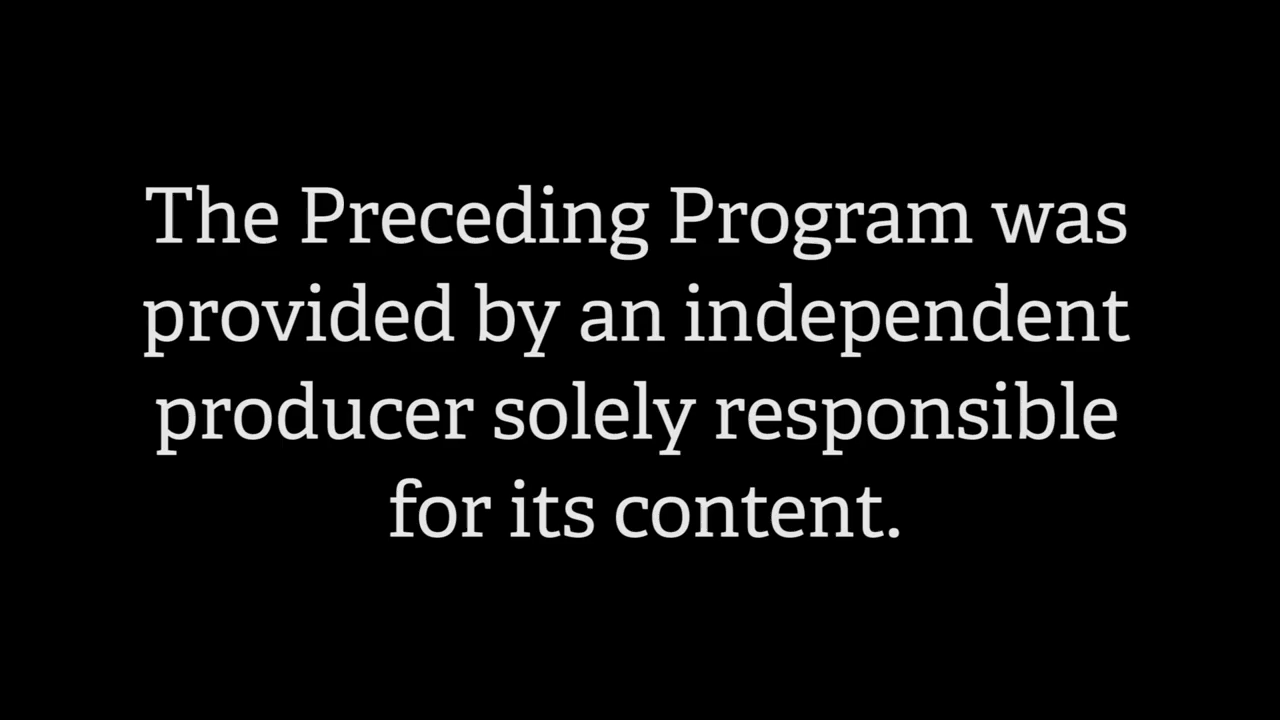 The Preceding Program was
provided by an independent
producer solely responsible
for its content.